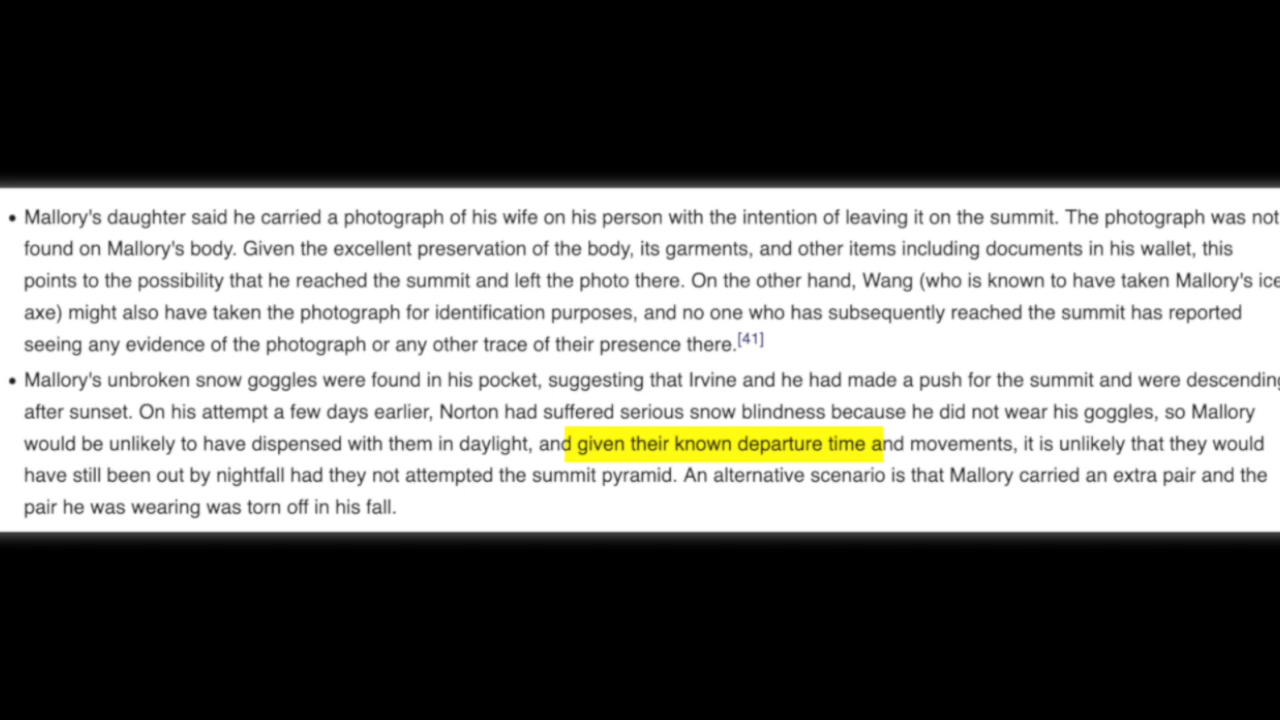 • Mallory's daughter said he carried a photograph of his wife on his person with the intention of leaving it on the summit. The photograph was not
found on Mallory's body. Given the excellent preservation of the body, its garments, and other items including documents in his wallet, this
points to the possibility that he reached the summit and left the photo there. On the other hand, Wang (who is known to have taken Mallory's ice
axe) might also have taken the photograph for identification purposes, and no one who has subsequently reached the summit has reported
seeing any evidence of the photograph or any other trace of their presence there.[41]
• Mallory's unbroken snow goggles were found in his pocket, suggesting that Irvine and he had made a push for the summit and were descending
after sunset. On his attempt a few days earlier, Norton had suffered serious snow blindness because he did not wear his goggles, so Mallory
would be unlikely to have dispensed with them in daylight, and given their known departure time and movements, it is unlikely that they would
have still been out by nightfall had they not attempted the summit pyramid. An alternative scenario is that Mallory carried an extra pair and the
pair he was wearing was torn off in his fall.